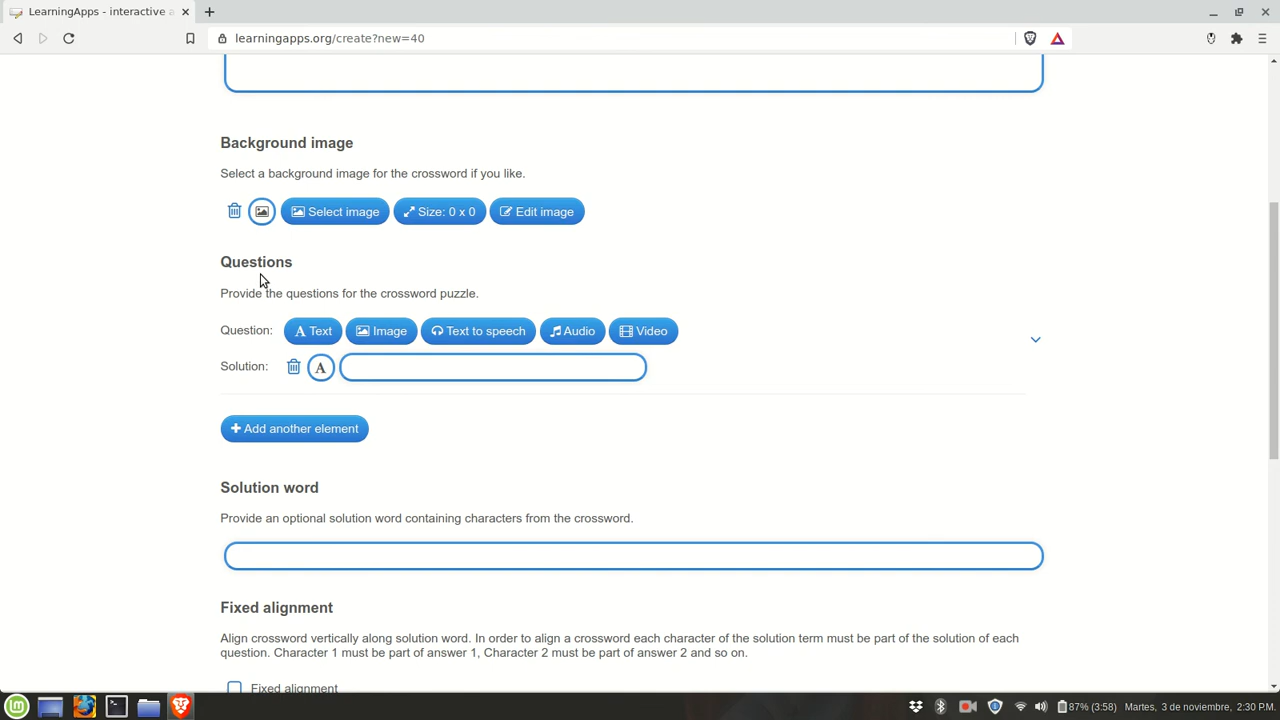 LearningApps - interactive a
learningapps.org/create?new=40
Background image
Select a background image for the crossword if you like.
Select image
Size: 0 x 0
Edit image
Questions
Provide the questions for the crossword puzzle.
Question:
A Text
Image
Text to speech
Audio
Video
Solution:
A
+ Add another element
Solution word
Provide an optional solution word containing characters from the crossword.
Fixed alignment
Align crossword vertically along solution word. In order to align a crossword each character of the solution term must be part of the solution of each
question. Character 1 must be part of answer 1, Character 2 must be part of answer 2 and so on.
Fixed alignment
87% (3:58) Martes, 3 de noviembre, 2:30 P.M.